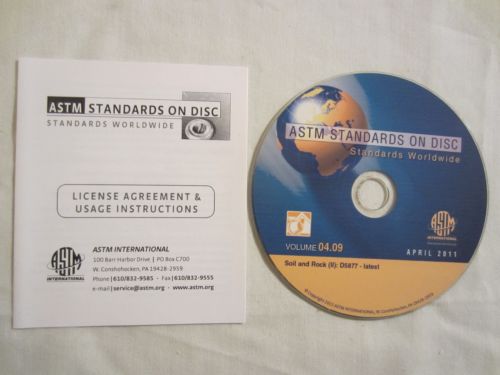 ASTM STANDARDS ON DISC
STANDARDS WORLDWIDE
LICENSE AGREEMENT &
USAGE INSTRUCTIONS
ASTM
INTERNATIONAL
ASTM INTERNATIONAL
100 Barr Harbor Drive | PO Box C700
W. Conshohocken, PA 19428-2959
Phone | 610/832-9585 · Fax | 610/832-9555
e-mail | service@astm.org · www.astm.org
ASTM STANDARDS ON DISC
Standards Worldwide
VOLUME 04.09
ASTM
INTERNATIONAL
APRIL 2011
Soil and Rock (II): D5877 - latest